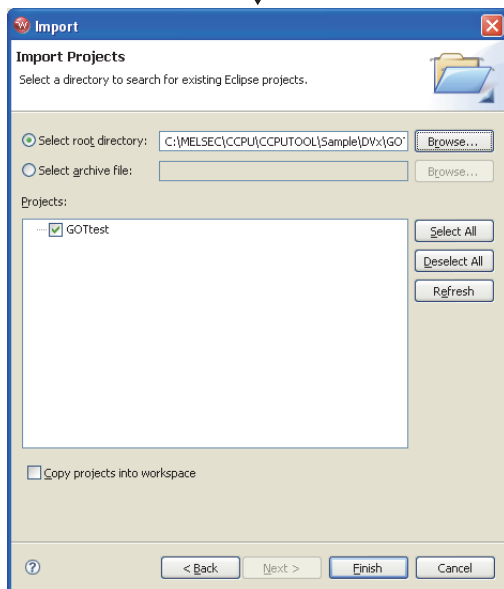 Import
Import Projects
Select a directory to search for existing Eclipse projects.
Select root directory: C:\MELSEC\CCPU\CCPUTOOL\Sample\DVx\GOT Browse...
Select archive file: Browse...
Projects:
GOTtest
Select All
Deselect All
Refresh
Copy projects into workspace
? < Back Next > Finish Cancel